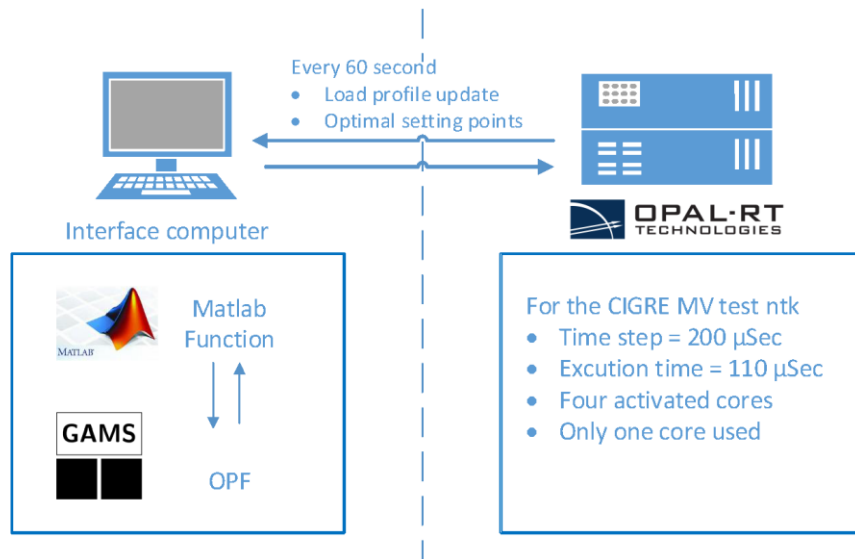 Every 60 second
• Load profile update
• Optimal setting points
Interface computer
OPAL-RT
TECHNOLOGIES
MATLAB
Matlab
Function
GAMS
OPF
For the CIGRE MV test ntk
• Time step = 200 µSec
• Excution time = 110 µSec
• Four activated cores
• Only one core used